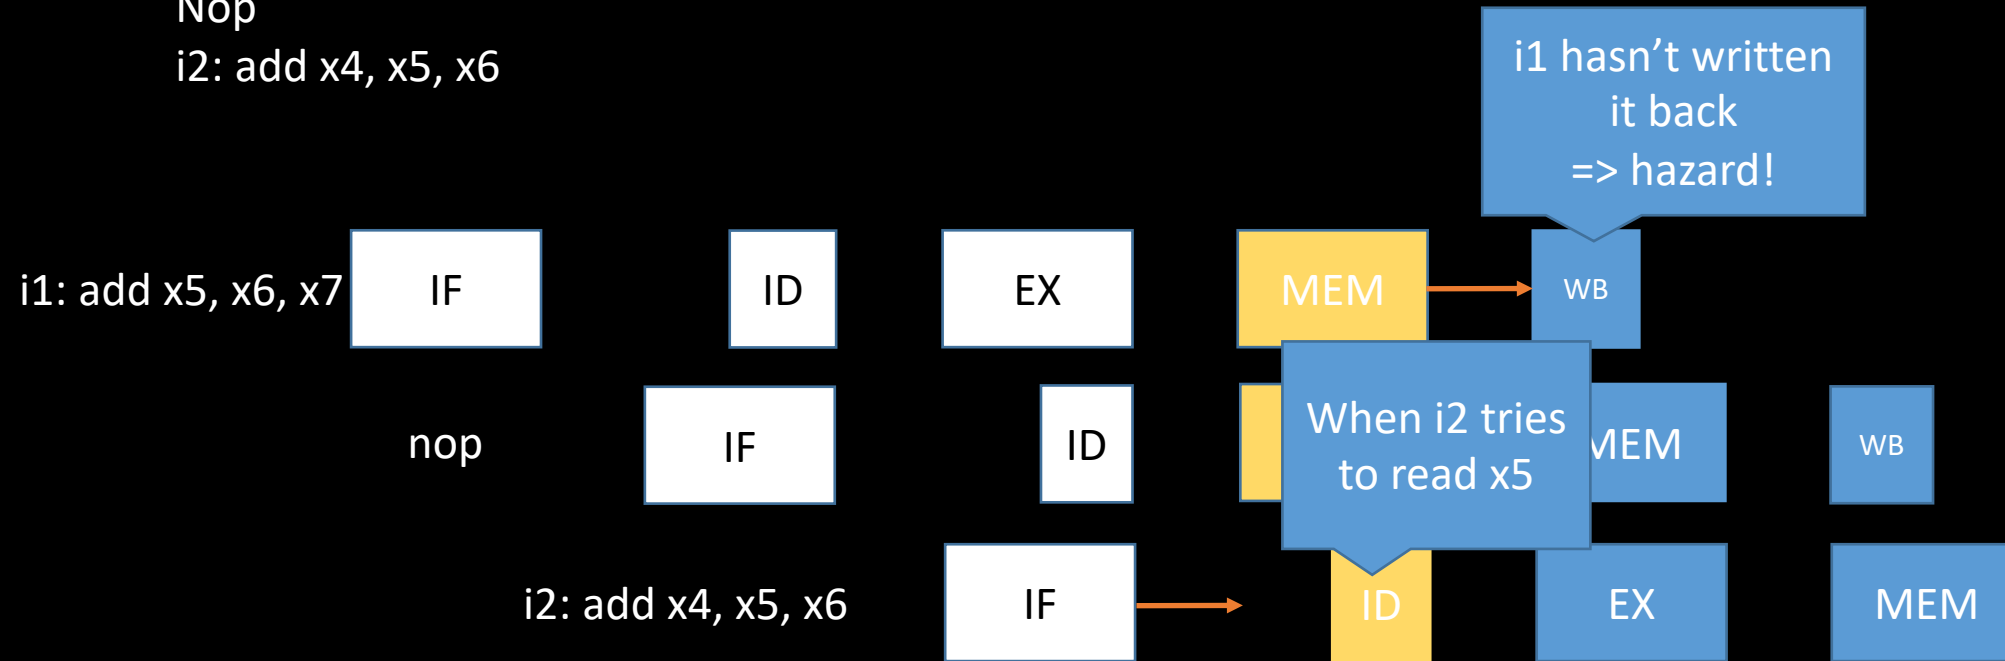 Nop
i2: add x4, x5, x6
i1 hasn’t written
it back
=> hazard!
i1: add x5, x6, x7
IF
ID
EX
MEM
WB
nop
IF
ID
When i2 tries
to read x5
MEM
WB
i2: add x4, x5, x6
IF
ID
EX
MEM